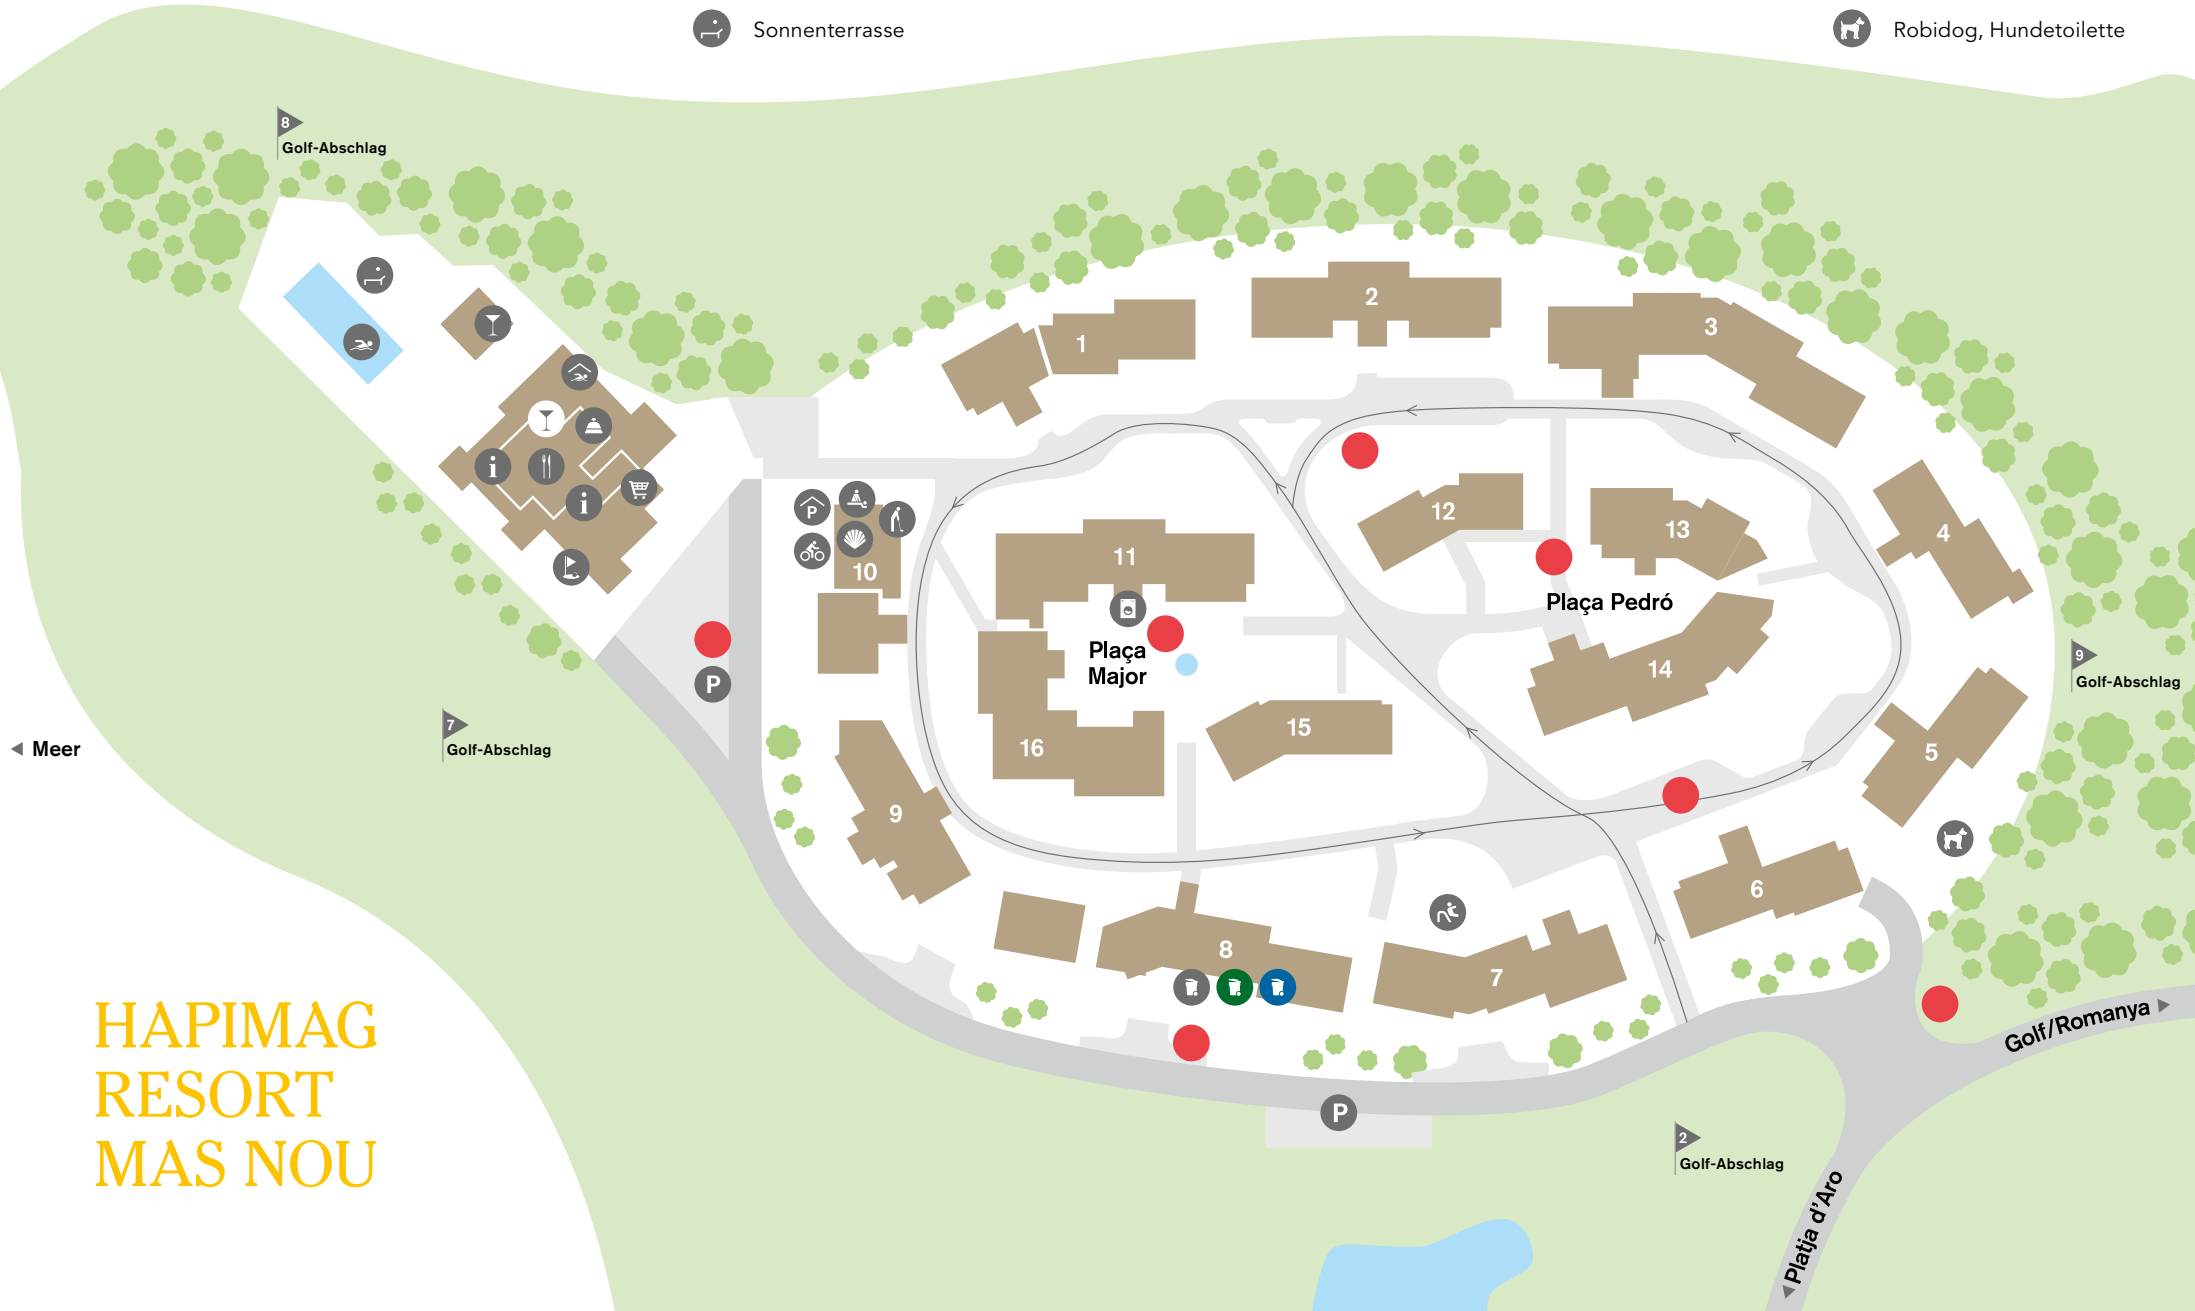 Sonnenterrasse
Robidog, Hundetoilette
8
Golf-Abschlag
1
2
3
4
5
6
7
8
9
10
11
12
13
14
15
16
i
i
P
Plaça
Major
Plaça Pedró
P
7
Golf-Abschlag
9
Golf-Abschlag
Meer
HAPIMAG
RESORT
MAS NOU
P
2
Golf-Abschlag
Golf/Romanya
Platja d'Aro